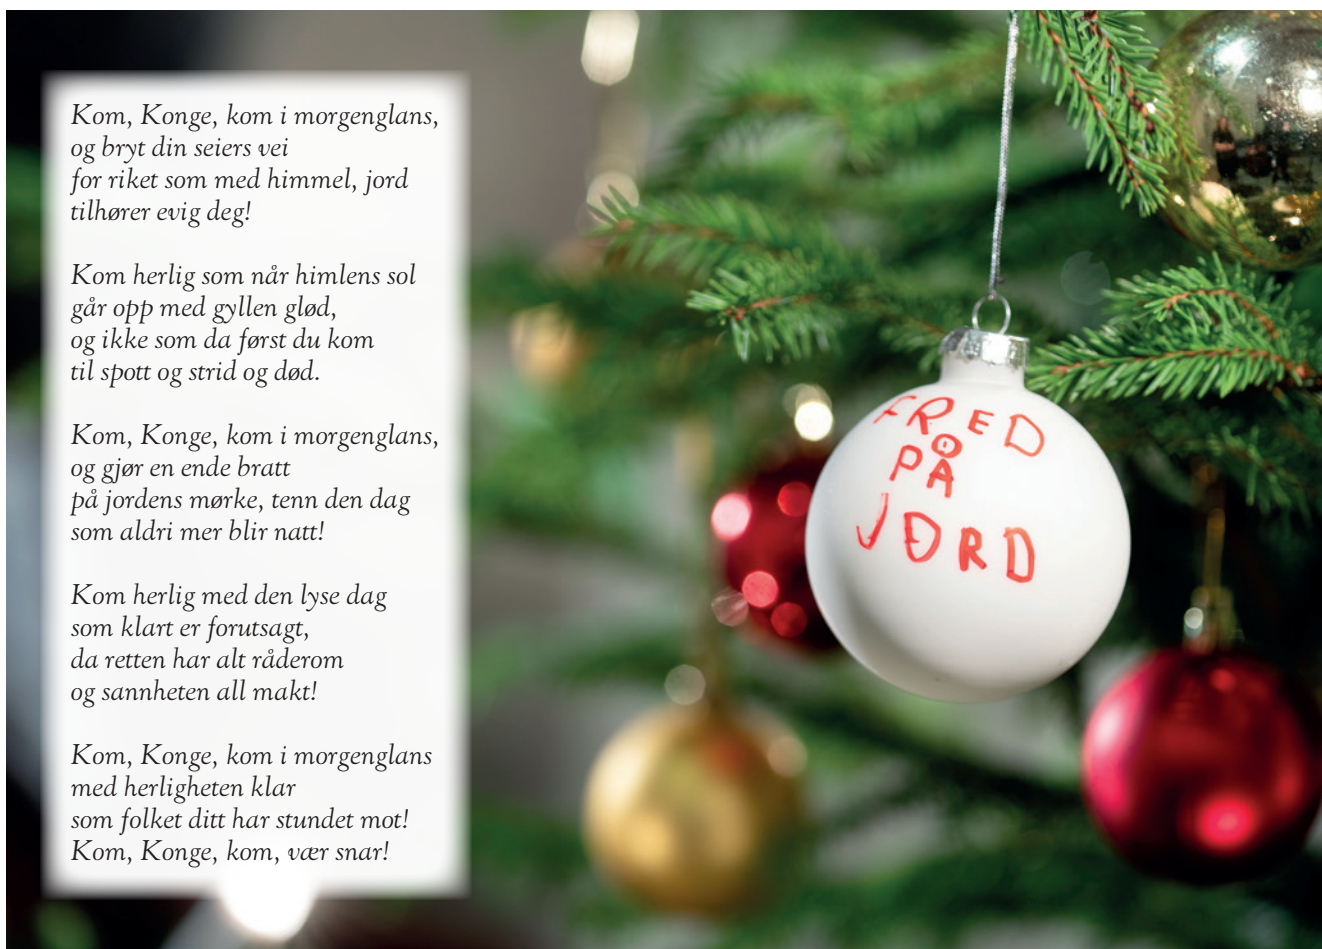 Kom, Konge, kom i morgenglans,
og bryt din seiers vei
for riket som med himmel, jord
tilhører evig deg!

Kom herlig som når himlens sol
går opp med gyllen glød,
og ikke som da først du kom
til spott og strid og død.

Kom, Konge, kom i morgenglans,
og gjør en ende bratt
på jordens mørke, tenn den dag
som aldri mer blir natt!

Kom herlig med den lyse dag
som klart er forutsagt,
da retten har alt råderom
og sannheten all makt!

Kom, Konge, kom i morgenglans
med herligheten klar
som folket ditt har stundet mot!
Kom, Konge, kom, vær snar!

FRED
PÅ
JORD